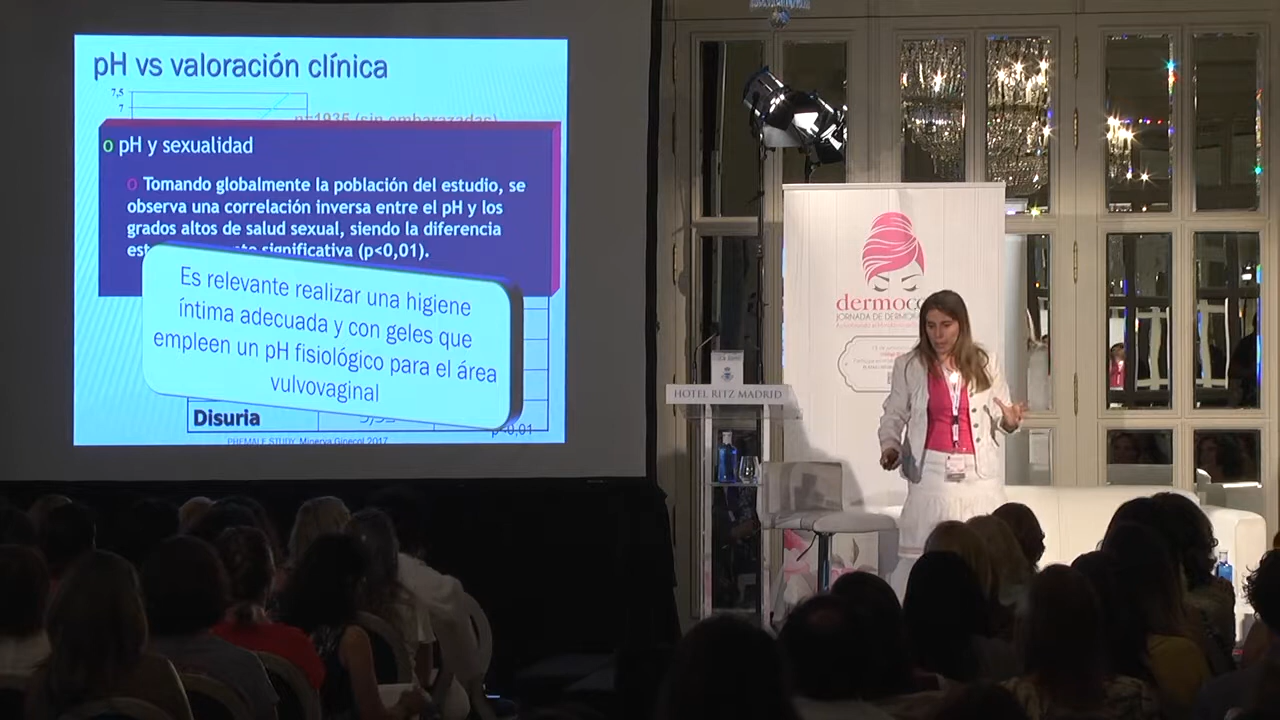 pH vs valoración clínica
7,5
7
n=1935 (sin embarazadas)
o pH y sexualidad
o Tomando globalmente la población del estudio, se
observa una correlación inversa entre el pH y los
grados altos de salud sexual, siendo la diferencia
significativa (p<0,01).
Es relevante realizar una higiene
íntima adecuada y con geles que
empleen un pH fisiológico para el área
vulvovaginal
Disuria
p<0,01
PREMALE STUDY. Minerva Ginecol 2017
dermoco
JORNADA DE DERMO
HOTEL RITZ MADRID